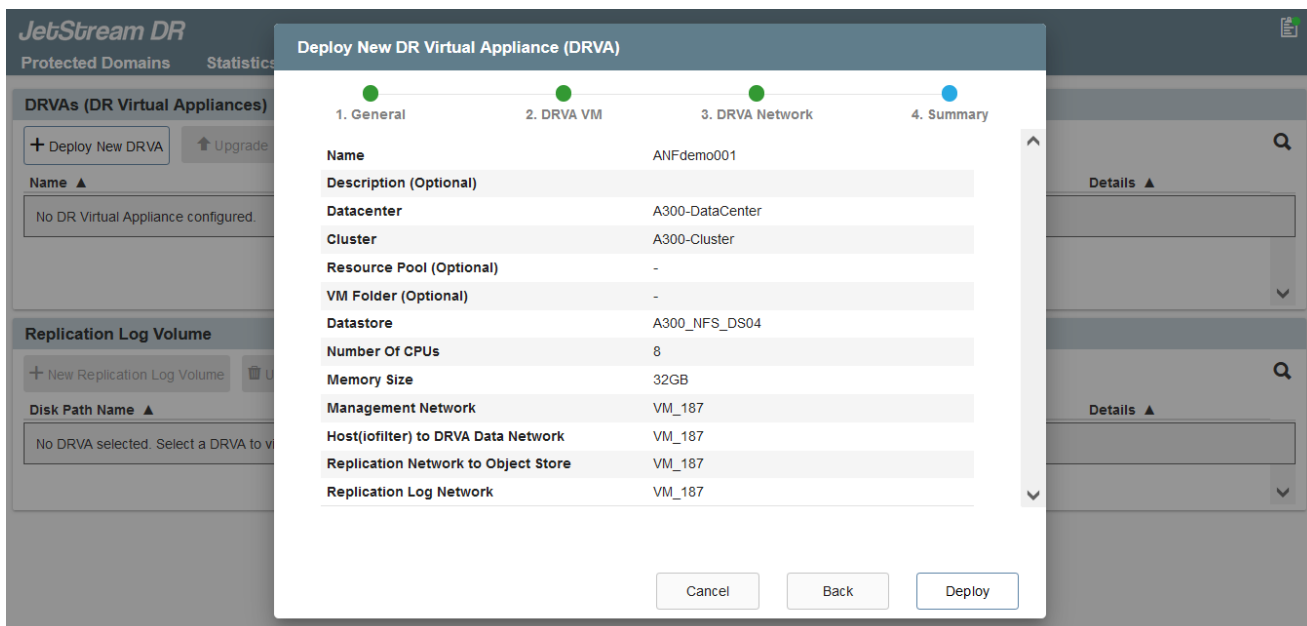 JetStream DR
Protected Domains Statistics
DRVAs (DR Virtual Appliances)
+ Deploy New DRVA Upgrade
Name ▲ Details ▲
No DR Virtual Appliance configured.
Replication Log Volume
+ New Replication Log Volume U
Disk Path Name ▲ Details ▲
No DRVA selected. Select a DRVA to vi
Deploy New DR Virtual Appliance (DRVA)
1. General 2. DRVA VM 3. DRVA Network 4. Summary
Name ANFdemo001
Description (Optional)
Datacenter A300-DataCenter
Cluster A300-Cluster
Resource Pool (Optional) -
VM Folder (Optional) -
Datastore A300_NFS_DS04
Number Of CPUs 8
Memory Size 32GB
Management Network VM_187
Host(iofilter) to DRVA Data Network VM_187
Replication Network to Object Store VM_187
Replication Log Network VM_187
Cancel Back Deploy